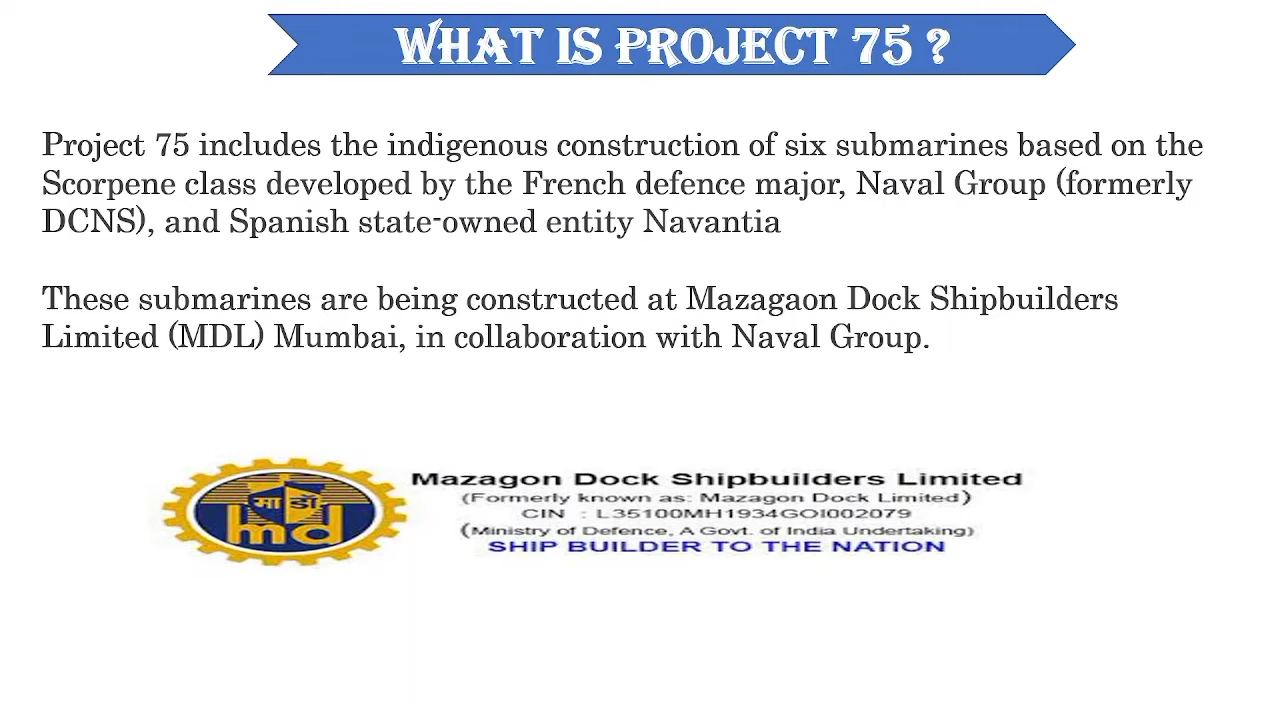 WHAT IS PROJECT 75 ?
Project 75 includes the indigenous construction of six submarines based on the
Scorpene class developed by the French defence major, Naval Group (formerly
DCNS), and Spanish state-owned entity Navantia
These submarines are being constructed at Mazagaon Dock Shipbuilders
Limited (MDL) Mumbai, in collaboration with Naval Group.
मा डॉ
md
Mazagon Dock Shipbuilders Limited
(Formerly known as: Mazagon Dock Limited)
CIN : L35100MH1934GOI002079
(Ministry of Defence, A Govt. of India Undertaking)
SHIP BUILDER TO THE NATION